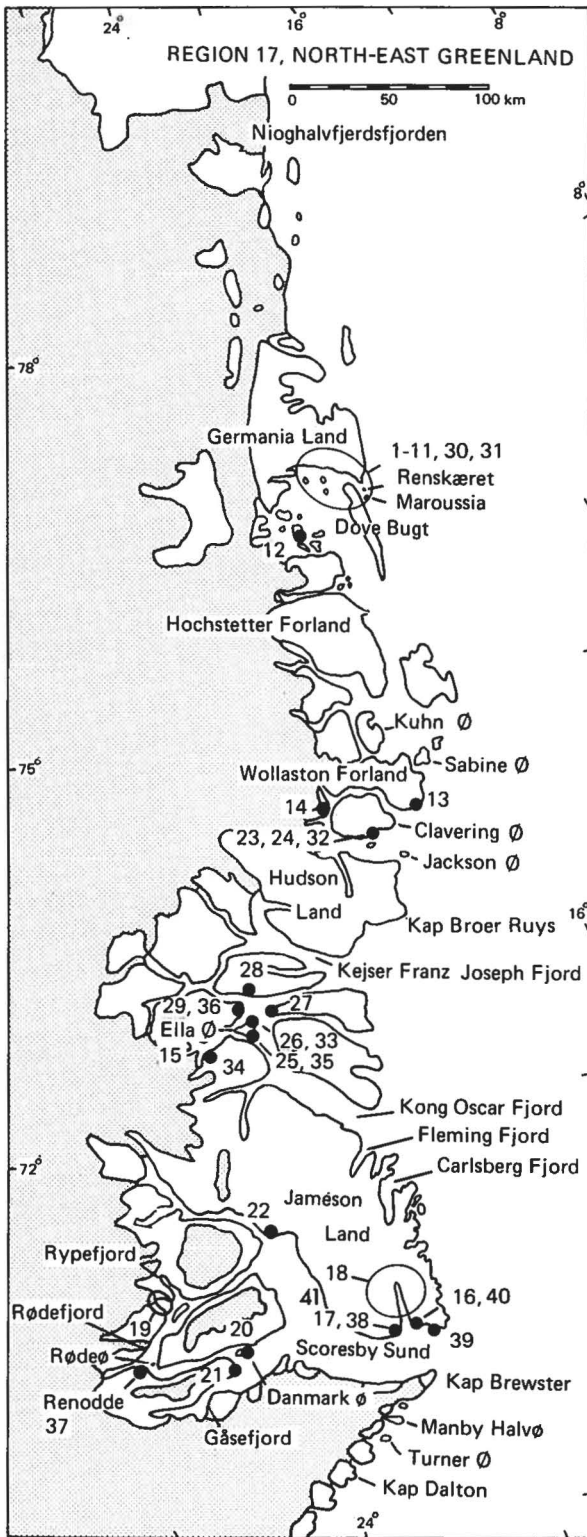 24° 16° 8°
REGION 17, NORTH-EAST GREENLAND
0 50 100 km
Nioghalvfjerdsfjorden
8°
78°
Germania Land
1-11, 30, 31
Renskæret
Maroussia
Dove Bugt
12
Hochstetter Forland
Kuhn Ø
Sabine Ø
75°
Wollaston Forland
14
13
Clavering Ø
23, 24, 32
Jackson Ø
Hudson
Land
16°
Kap Broer Ruys
28
Kejser Franz Joseph Fjord
29, 36
27
Ella Ø
26, 33
15
34
25, 35
Kong Oscar Fjord
Fleming Fjord
Carlsberg Fjord
72°
Jaméson
Land
22
Rypefjord
18
41
16, 40
17, 38
Rødefjord
19
20
39
Scoresby Sund
Rødeø
21
Kap Brewster
Renodde
37
Danmark ø
Gåsefjord
Manby Halvø
Turner Ø
Kap Dalton
24°